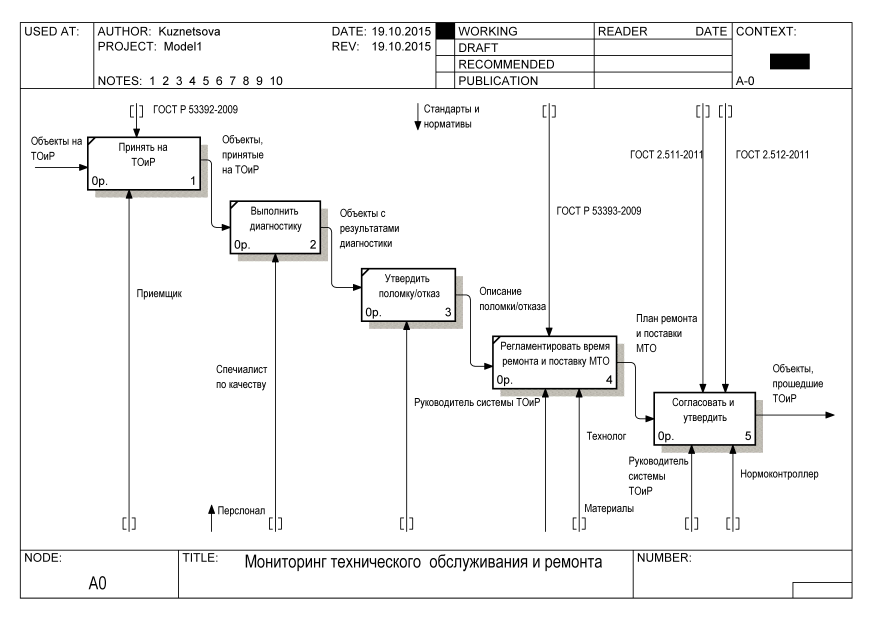 USED AT:
AUTHOR: Kuznetsova
DATE: 19.10.2015
WORKING
READER
DATE
CONTEXT:
PROJECT: Model1
REV: 19.10.2015
DRAFT
RECOMMENDED
NOTES: 1 2 3 4 5 6 7 8 9 10
PUBLICATION
A-0
ГОСТ Р 53392-2009
Стандарты и
нормативы
Объекты на
ТОиР
Принять на
ТОиР
0р. 1
Объекты,
принятые
на ТОиР
ГОСТ 2.511-2011
ГОСТ 2.512-2011
Выполнить
диагностику
0р. 2
Объекты с
результатами
диагностики
ГОСТ Р 53393-2009
Приемщик
Утвердить
поломку/отказ
0р. 3
Описание
поломки/отказа
План ремонта
и поставки
МТО
Регламентировать время
ремонта и поставку МТО
0р. 4
Спечиалист
по качеству
Объекты,
прошедшие
ТОиР
Руководитель системы ТОиР
Согласовать и
утвердить
0р. 5
Технолог
Руководитель
системы
ТОиР
Нормоконтроллер
Перслонал
Материалы
NODE:
TITLE:
Мониторинг технического обслуживания и ремонта
NUMBER:
A0